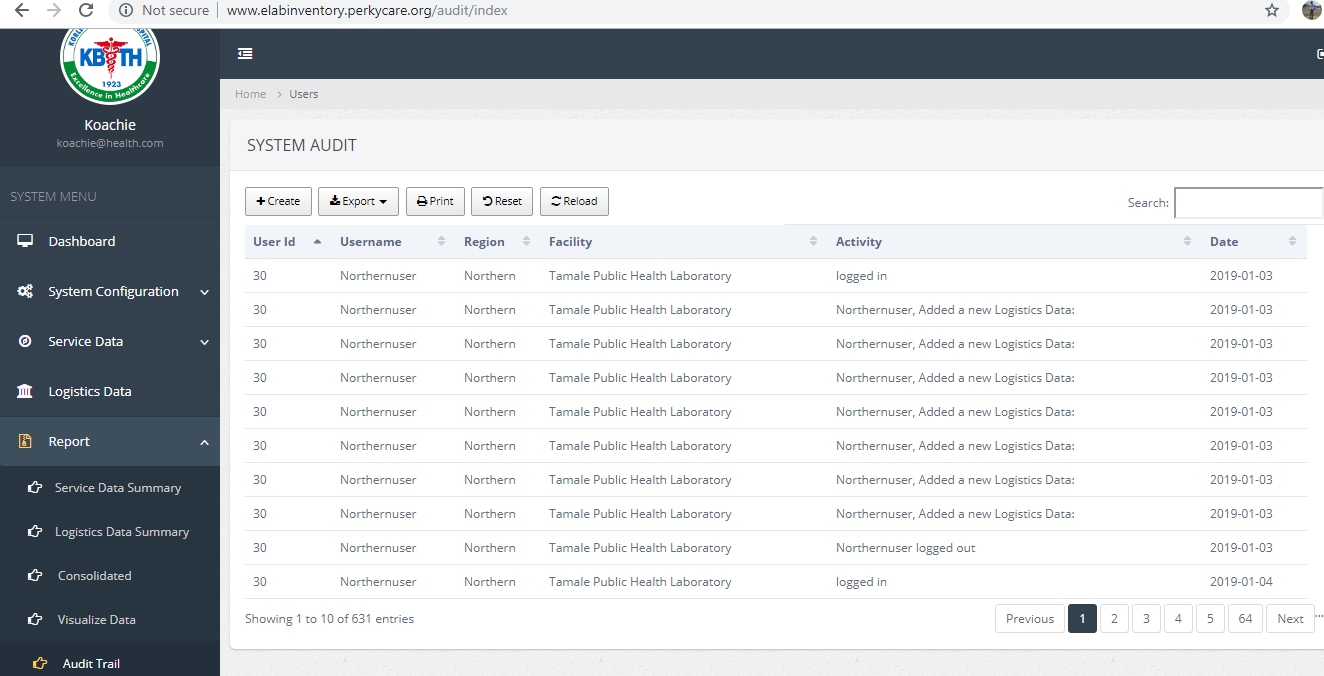 Not secure | www.elabinventory.perkycare.org/audit/index
KBTH
1923
Excellence in Healthcare
Koachie
koachie@health.com
SYSTEM MENU
Dashboard
System Configuration
Service Data
Logistics Data
Report
Service Data Summary
Logistics Data Summary
Consolidated
Visualize Data
Audit Trail
Home > Users
SYSTEM AUDIT
Create Export Print Reset Reload Search:
User Id Username Region Facility Activity Date
30 Northernuser Northern Tamale Public Health Laboratory logged in 2019-01-03
30 Northernuser Northern Tamale Public Health Laboratory Northernuser, Added a new Logistics Data: 2019-01-03
30 Northernuser Northern Tamale Public Health Laboratory Northernuser, Added a new Logistics Data: 2019-01-03
30 Northernuser Northern Tamale Public Health Laboratory Northernuser, Added a new Logistics Data: 2019-01-03
30 Northernuser Northern Tamale Public Health Laboratory Northernuser, Added a new Logistics Data: 2019-01-03
30 Northernuser Northern Tamale Public Health Laboratory Northernuser, Added a new Logistics Data: 2019-01-03
30 Northernuser Northern Tamale Public Health Laboratory Northernuser, Added a new Logistics Data: 2019-01-03
30 Northernuser Northern Tamale Public Health Laboratory Northernuser, Added a new Logistics Data: 2019-01-03
30 Northernuser Northern Tamale Public Health Laboratory Northernuser logged out 2019-01-03
30 Northernuser Northern Tamale Public Health Laboratory logged in 2019-01-04
Showing 1 to 10 of 631 entries Previous 1 2 3 4 5 64 Next ...